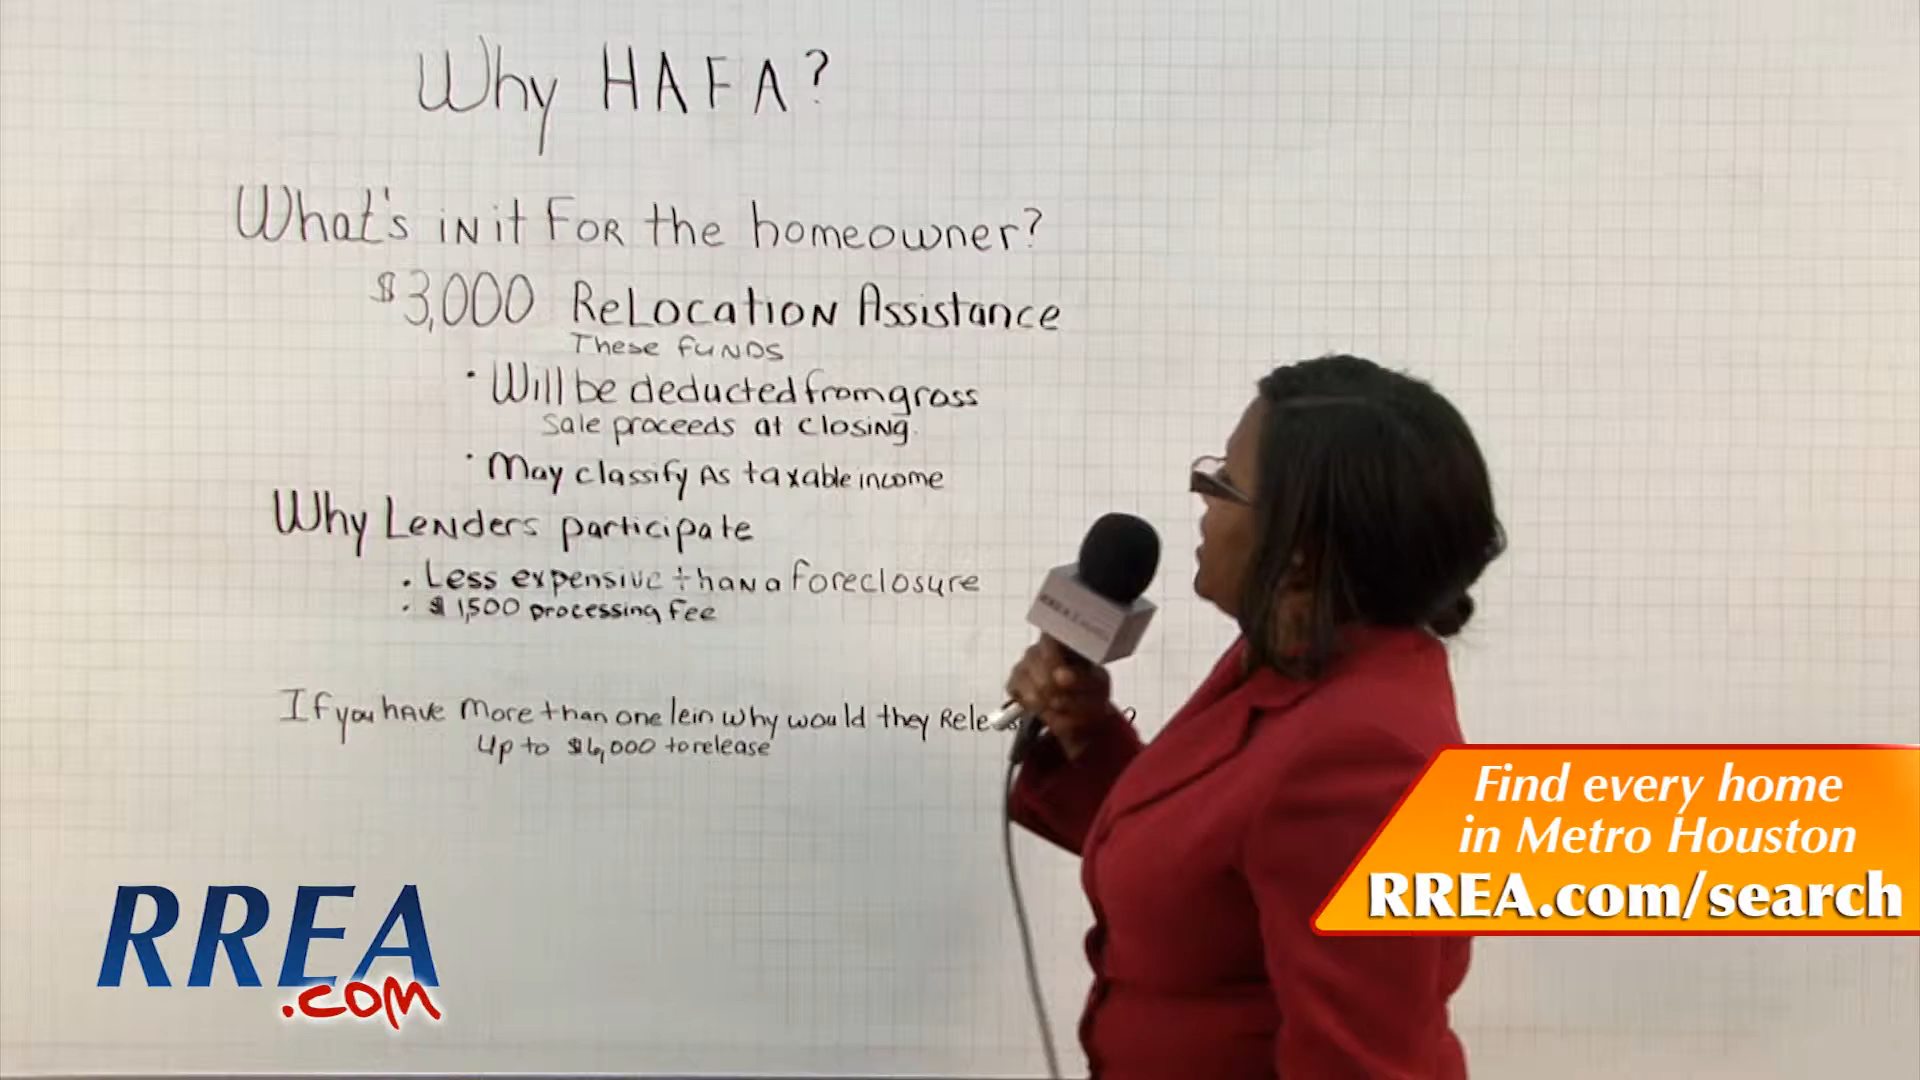 Why HAFA?
What's in it for the homeowner?
$3,000 Relocation Assistance
These funds
• Will be deducted from gross
sale proceeds at closing.
• May classify as taxable income
Why Lenders participate
• Less expensive than a foreclosure
• $1,500 processing fee
If you have more than one lein why would they ?
Up to $6,000 to release
Find every home
in Metro Houston
RREA.com/search
RREA
.com